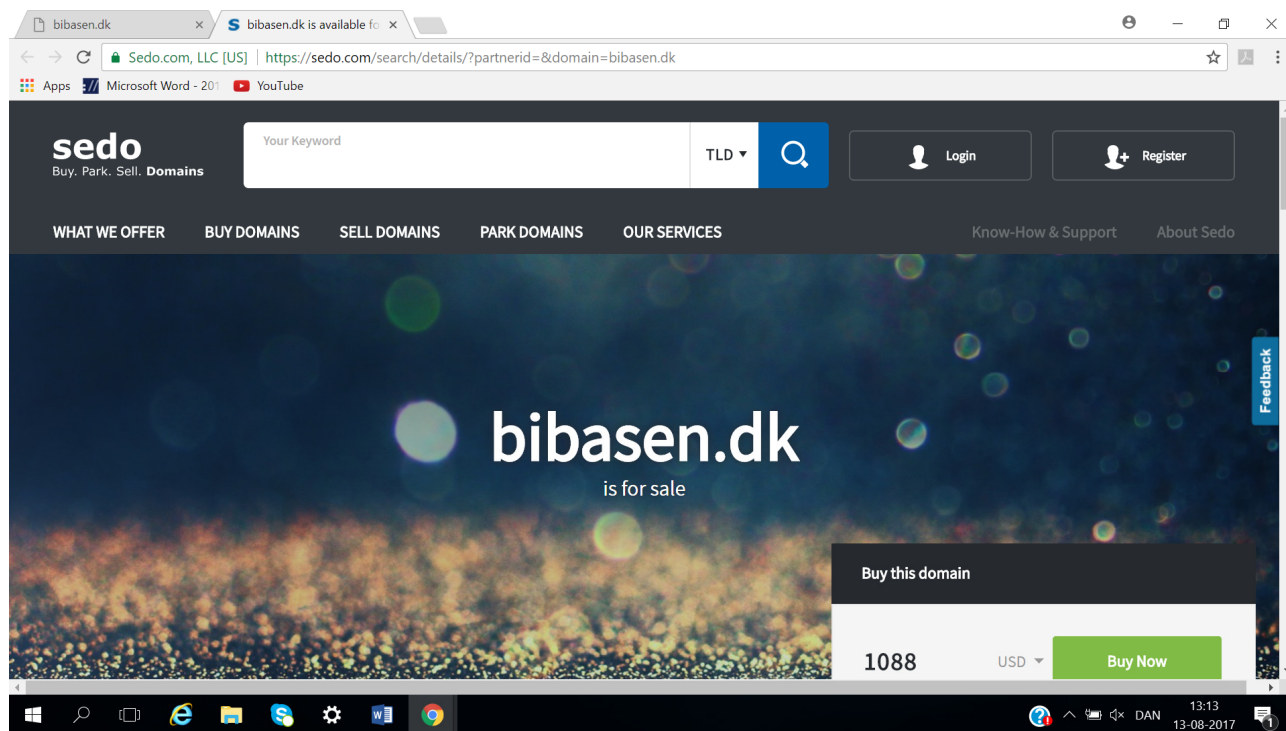 bibasen.dk
bibasen.dk is available fo
Sedo.com, LLC [US] https://sedo.com/search/details/?partnerid=&domain=bibasen.dk
Apps Microsoft Word - 201 YouTube
sedo
Buy. Park. Sell. Domains
Your Keyword
TLD
Login
Register
WHAT WE OFFER BUY DOMAINS SELL DOMAINS PARK DOMAINS OUR SERVICES Know-How & Support About Sedo
Feedback
bibasen.dk
is for sale
Buy this domain
1088 USD Buy Now
DAN
13:13
13-08-2017
1